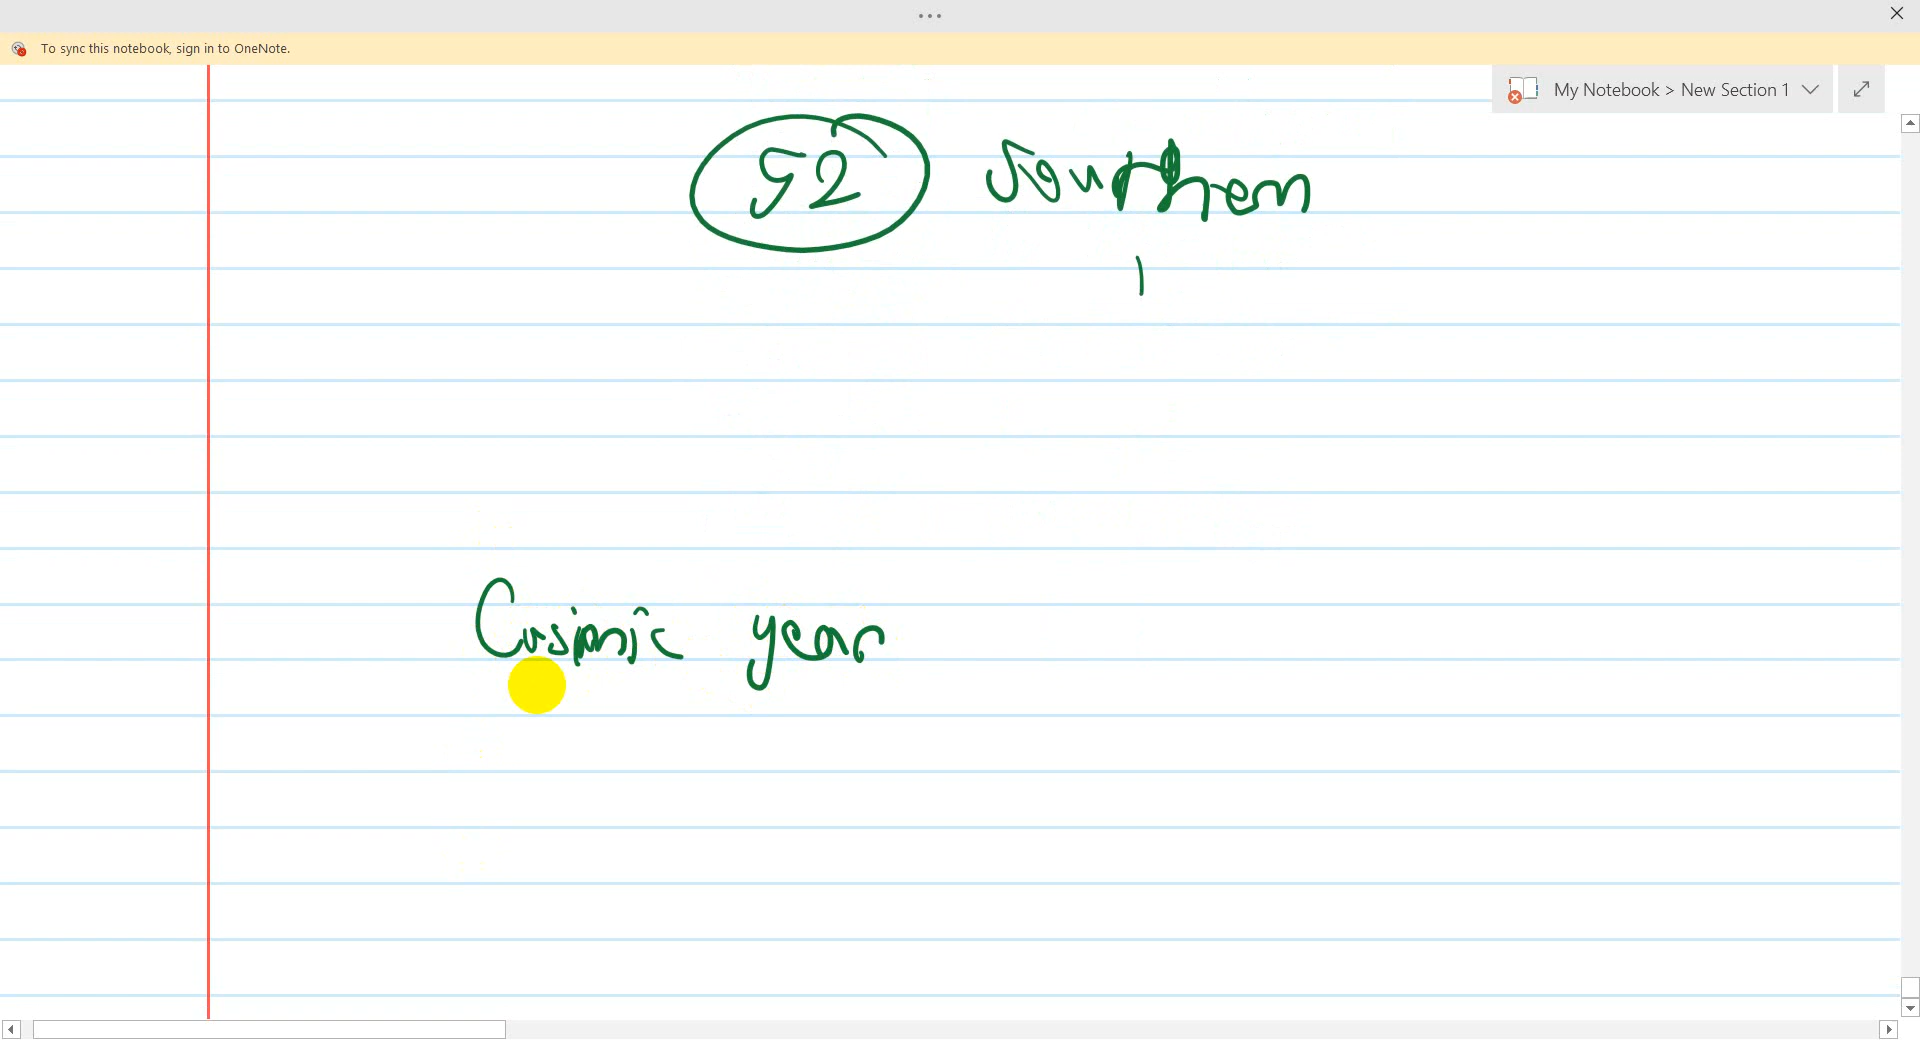 To sync this notebook, sign in to OneNote.
My Notebook > New Section 1
52 Southern
Cosmic year